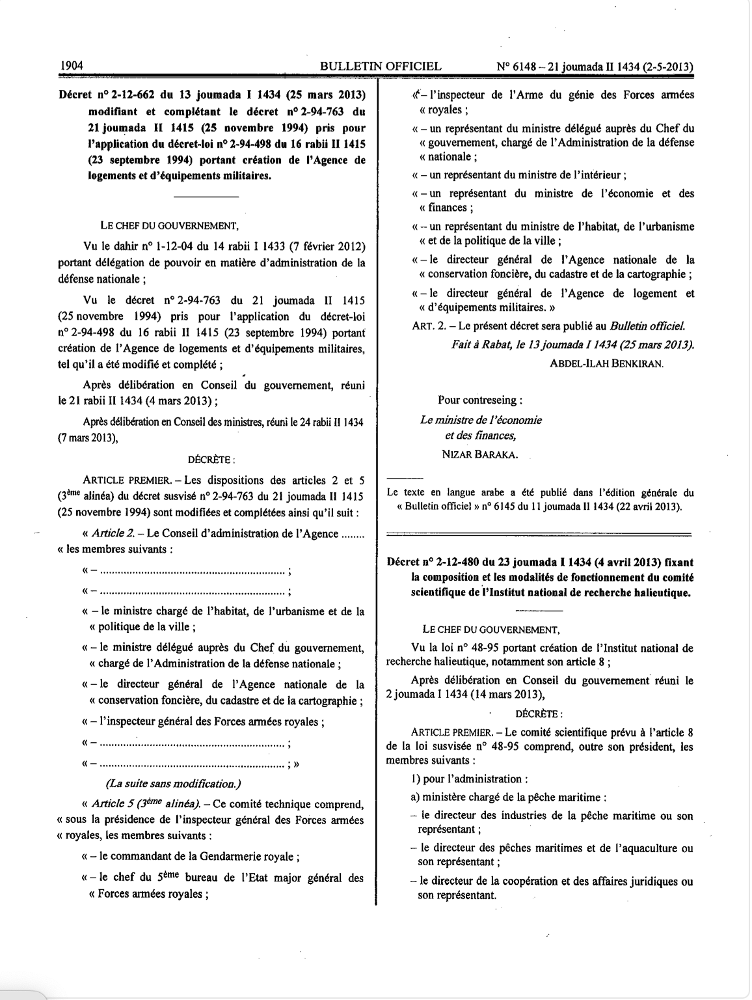 1904
BULLETIN OFFICIEL
N° 6148 – 21 joumada II 1434 (2-5-2013)
Décret n° 2-12-662 du 13 joumada I 1434 (25 mars 2013)
modifiant et complétant le décret n° 2-94-763 du
21 joumada II 1415 (25 novembre 1994) pris pour
l'application du décret-loi n° 2-94-498 du 16 rabii II 1415
(23 septembre 1994) portant création de l'Agence de
logements et d'équipements militaires.
LE CHEF DU GOUVERNEMENT,
Vu le dahir n° 1-12-04 du 14 rabii I 1433 (7 février 2012)
portant délégation de pouvoir en matière d'administration de la
défense nationale ;
Vu le décret n° 2-94-763 du 21 joumada II 1415
(25 novembre 1994) pris pour l'application du décret-loi
n° 2-94-498 du 16 rabii II 1415 (23 septembre 1994) portant
création de l'Agence de logements et d'équipements militaires,
tel qu'il a été modifié et complété ;
Après délibération en Conseil du gouvernement, réuni
le 21 rabii II 1434 (4 mars 2013) ;
Après délibération en Conseil des ministres, réuni le 24 rabii II 1434
(7 mars 2013),
DÉCRÈTE :
ARTICLE PREMIER. – Les dispositions des articles 2 et 5
(3ème alinéa) du décret susvisé n° 2-94-763 du 21 joumada II 1415
(25 novembre 1994) sont modifiées et complétées ainsi qu'il suit :
« Article 2. – Le Conseil d'administration de l'Agence ........
« les membres suivants :
« – ............................................................ ;
« – ............................................................ ;
« – le ministre chargé de l'habitat, de l'urbanisme et de la
« politique de la ville ;
« – le ministre délégué auprès du Chef du gouvernement,
« chargé de l'Administration de la défense nationale ;
« – le directeur général de l'Agence nationale de la
« conservation foncière, du cadastre et de la cartographie ;
« – l'inspecteur général des Forces armées royales ;
« – ............................................................ ;
« – ............................................................ ; »
(La suite sans modification.)
« Article 5 (3ème alinéa). – Ce comité technique comprend,
« sous la présidence de l'inspecteur général des Forces armées
« royales, les membres suivants :
« – le commandant de la Gendarmerie royale ;
« – le chef du 5ème bureau de l'Etat major général des
« Forces armées royales ;
« – l'inspecteur de l'Arme du génie des Forces armées
« royales ;
« – un représentant du ministre délégué auprès du Chef du
« gouvernement, chargé de l'Administration de la défense
« nationale ;
« – un représentant du ministre de l'intérieur ;
« – un représentant du ministre de l'économie et des
« finances ;
« – un représentant du ministre de l'habitat, de l'urbanisme
« et de la politique de la ville ;
« – le directeur général de l'Agence nationale de la
« conservation foncière, du cadastre et de la cartographie ;
« – le directeur général de l'Agence de logement et
« d'équipements militaires. »
ART. 2. – Le présent décret sera publié au Bulletin officiel.
Fait à Rabat, le 13 joumada I 1434 (25 mars 2013).
ABDEL-ILAH BENKIRAN.
Pour contreseing :
Le ministre de l'économie
et des finances,
NIZAR BARAKA.
Le texte en langue arabe a été publié dans l'édition générale du
« Bulletin officiel » n° 6145 du 11 joumada II 1434 (22 avril 2013).
Décret n° 2-12-480 du 23 joumada I 1434 (4 avril 2013) fixant
la composition et les modalités de fonctionnement du comité
scientifique de l'Institut national de recherche halieutique.
LE CHEF DU GOUVERNEMENT,
Vu la loi n° 48-95 portant création de l'Institut national de
recherche halieutique, notamment son article 8 ;
Après délibération en Conseil du gouvernement réuni le
2 joumada I 1434 (14 mars 2013),
DÉCRÈTE :
ARTICLE PREMIER. – Le comité scientifique prévu à l'article 8
de la loi susvisée n° 48-95 comprend, outre son président, les
membres suivants :
1) pour l'administration :
a) ministère chargé de la pêche maritime :
– le directeur des industries de la pêche maritime ou son
représentant ;
– le directeur des pêches maritimes et de l'aquaculture ou
son représentant ;
– le directeur de la coopération et des affaires juridiques ou
son représentant.